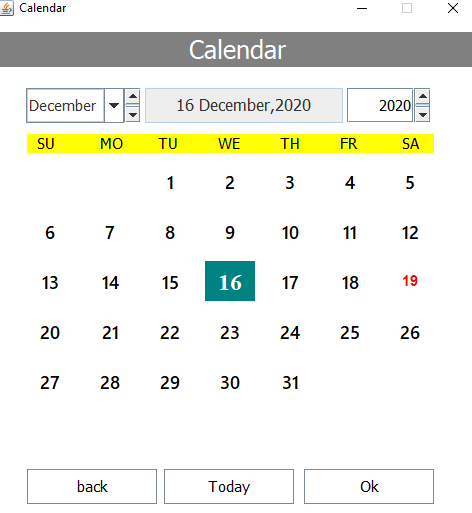 Calendar
Calendar
December 16 December,2020 2020
SU MO TU WE TH FR SA
1 2 3 4 5
6 7 8 9 10 11 12
13 14 15 16 17 18 19
20 21 22 23 24 25 26
27 28 29 30 31
back Today Ok